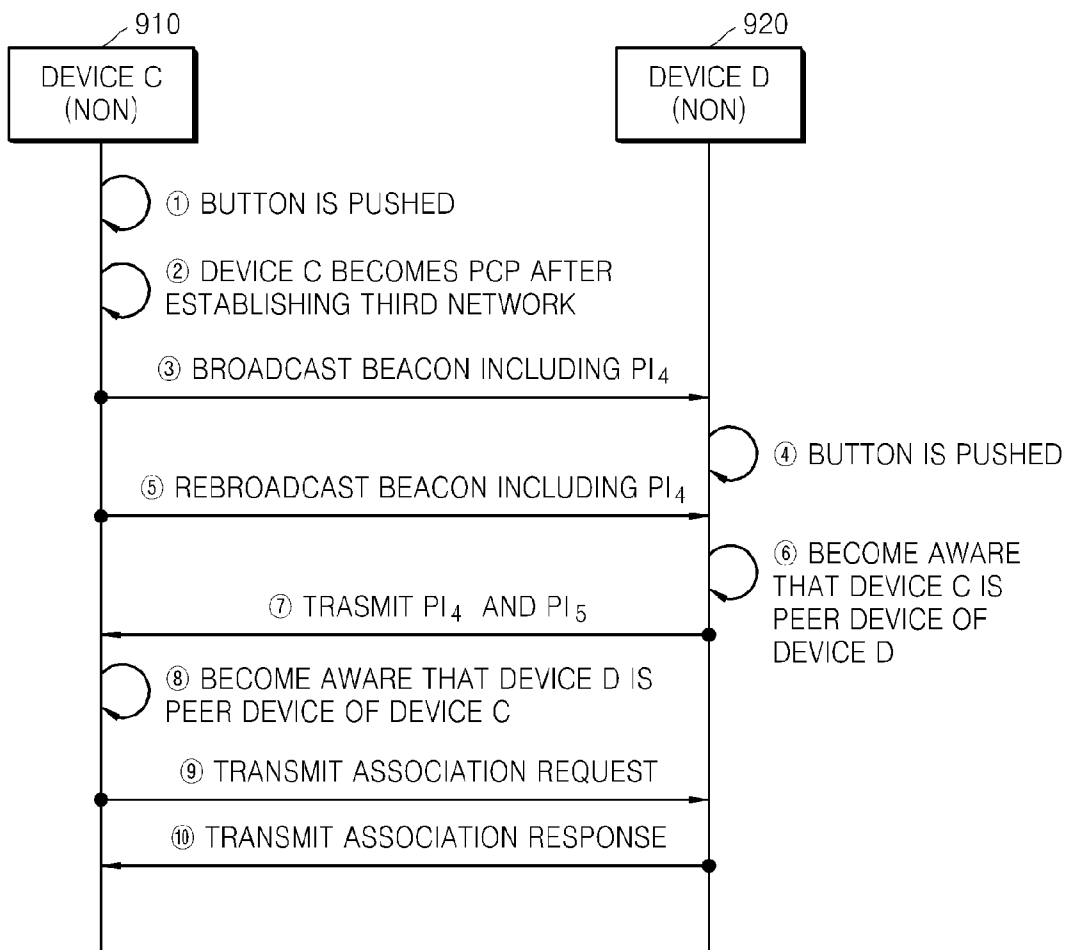 910
920
DEVICE C
(NON)
DEVICE D
(NON)
① BUTTON IS PUSHED
② DEVICE C BECOMES PCP AFTER
ESTABLISHING THIRD NETWORK
③ BROADCAST BEACON INCLUDING PI₄
④ BUTTON IS PUSHED
⑤ REBROADCAST BEACON INCLUDING PI₄
⑥ BECOME AWARE
THAT DEVICE C IS
PEER DEVICE OF
DEVICE D
⑦ TRASMIT PI₄ AND PI₅
⑧ BECOME AWARE THAT DEVICE D IS
PEER DEVICE OF DEVICE C
⑨ TRANSMIT ASSOCIATION REQUEST
⑩ TRANSMIT ASSOCIATION RESPONSE